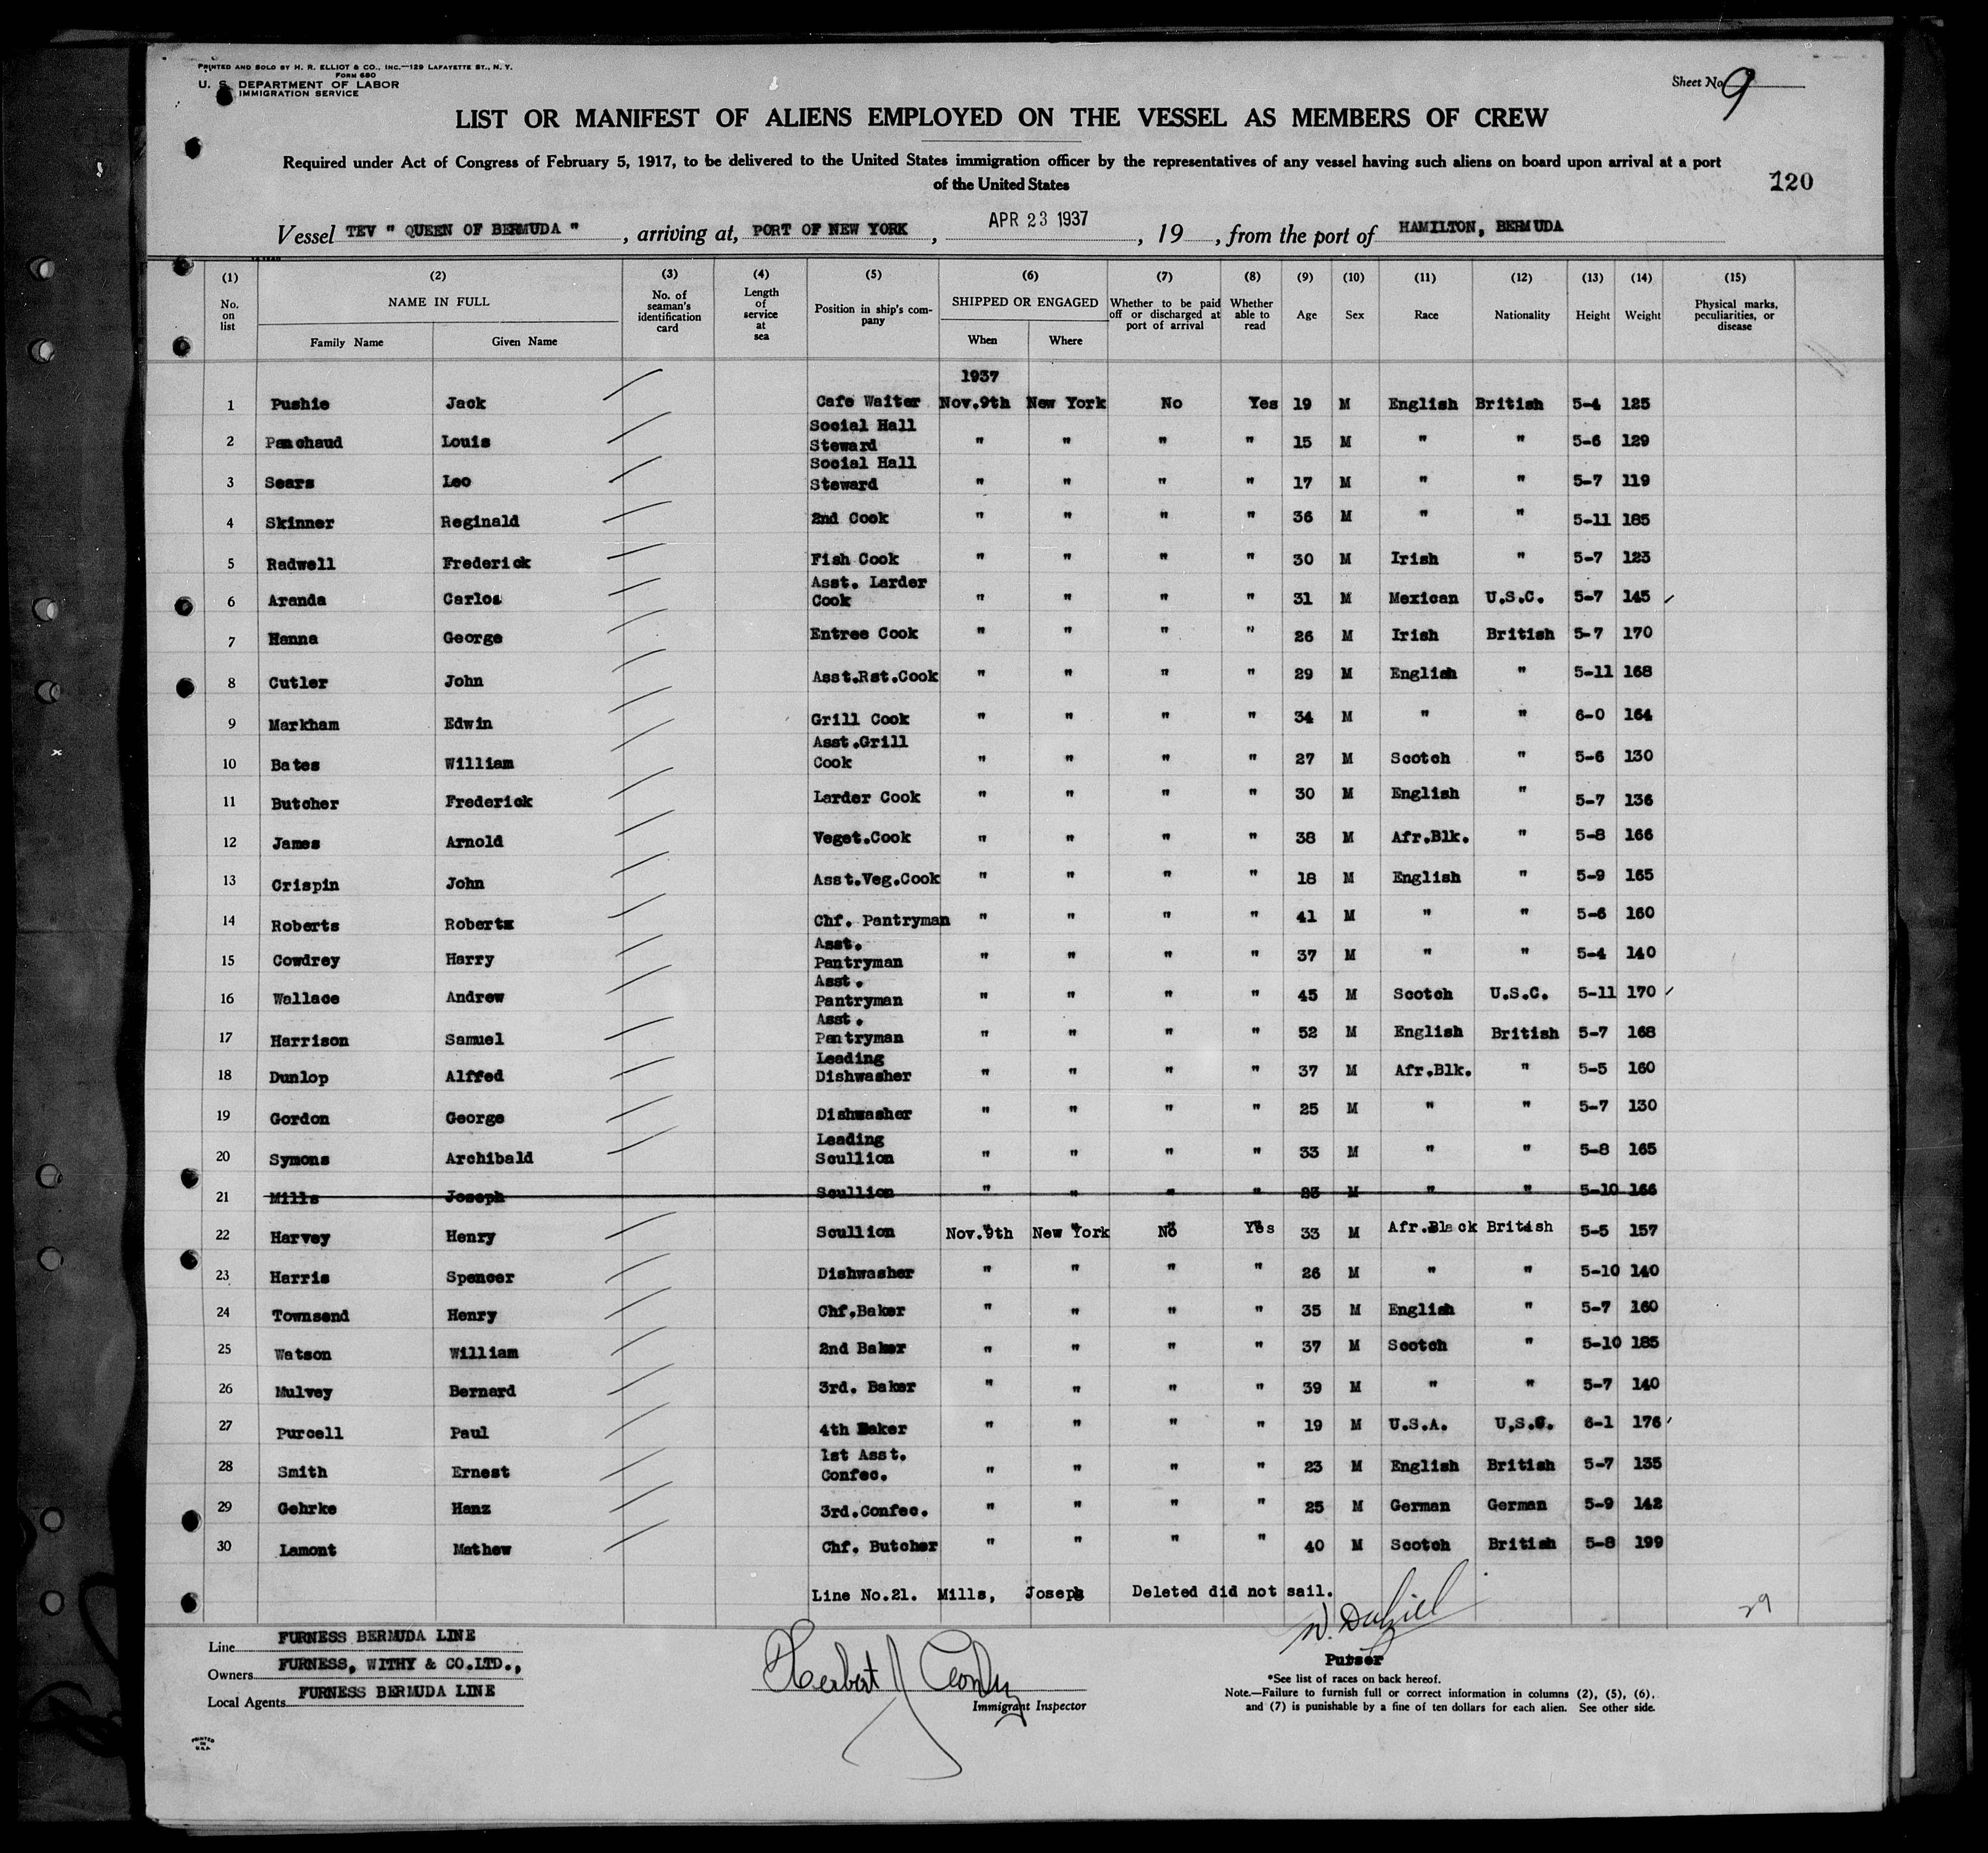 PRINTED AND SOLD BY H. R. ELLIOT & CO., INC.—129 LAFAYETTE ST., N. Y.
FORM 680
U. S. DEPARTMENT OF LABOR
IMMIGRATION SERVICE
Sheet No. 9
LIST OR MANIFEST OF ALIENS EMPLOYED ON THE VESSEL AS MEMBERS OF CREW
Required under Act of Congress of February 5, 1917, to be delivered to the United States immigration officer by the representatives of any vessel having such aliens on board upon arrival at a port
of the United States
120
Vessel TEV " QUEEN OF BERMUDA " , arriving at, PORT OF NEW YORK , APR 23 1937 , 19 , from the port of HAMILTON, BERMUDA
(1) (2) (3) (4) (5) (6) (7) (8) (9) (10) (11) (12) (13) (14) (15)
No. on list NAME IN FULL Family Name Given Name No. of seaman's identification card Length of service at sea Position in ship's company SHIPPED OR ENGAGED When Where Whether to be paid off or discharged at port of arrival Whether able to read Age Sex Race Nationality Height Weight Physical marks, peculiarities, or disease
1937
1 Pushie Jack Cafe Waiter Nov.9th New York No Yes 19 M English British 5-4 125
2 Panchaud Louis Social Hall Steward " " " " 15 M " " 5-6 129
3 Sears Leo Social Hall Steward " " " " 17 M " " 5-7 119
4 Skinner Reginald 2nd Cook " " " " 36 M " " 5-11 185
5 Radwell Frederick Fish Cook " " " " 30 M Irish " 5-7 123
6 Aranda Carlos Asst. Larder Cook " " " " 31 M Mexican U.S.C. 5-7 145
7 Hanna George Entree Cook " " " " 26 M Irish British 5-7 170
8 Cutler John Asst.Rst.Cook " " " " 29 M English " 5-11 168
9 Markham Edwin Grill Cook " " " " 34 M " " 6-0 164
10 Bates William Asst.Grill Cook " " " " 27 M Scotch " 5-6 130
11 Butcher Frederick Larder Cook " " " " 30 M English " 5-7 136
12 James Arnold Veget.Cook " " " " 38 M Afr.Blk. " 5-8 166
13 Crispin John Asst.Veg.Cook " " " " 18 M English " 5-9 165
14 Roberts Robertx Chf. Pantryman " " " " 41 M " " 5-6 160
15 Cowdrey Harry Asst. Pantryman " " " " 37 M " " 5-4 140
16 Wallace Andrew Asst. Pantryman " " " " 45 M Scotch U.S.C. 5-11 170
17 Harrison Samuel Asst. Pantryman " " " " 52 M English British 5-7 168
18 Dunlop Alfred Leading Dishwasher " " " " 37 M Afr.Blk. " 5-5 160
19 Gordon George Dishwasher " " " " 25 M " " 5-7 130
20 Symons Archibald Leading Scullion " " " " 33 M " " 5-8 165
21 Mills Joseph Scullion " " " " 23 M " " 5-10 166
22 Harvey Henry Scullion Nov.9th New York No Yes 33 M Afr.Black British 5-5 157
23 Harris Spencer Dishwasher " " " " 26 M " " 5-10 140
24 Townsend Henry Chf.Baker " " " " 35 M English " 5-7 160
25 Watson William 2nd Baker " " " " 37 M Scotch " 5-10 185
26 Mulvey Bernard 3rd. Baker " " " " 39 M " " 5-7 140
27 Purcell Paul 4th Baker " " " " 19 M U.S.A. U.S.C. 6-1 176
28 Smith Ernest 1st Asst. Confec. " " " " 23 M English British 5-7 135
29 Gehrke Hanz 3rd.Confec. " " " " 25 M German German 5-9 142
30 Lamont Mathew Chf. Butcher " " " " 40 M Scotch British 5-8 199
Line No.21. Mills, Joseph Deleted did not sail.
29
Line FURNESS BERMUDA LINE
Owners FURNESS, WITHY & CO.LTD.,
Local Agents FURNESS BERMUDA LINE
Herbert J
Immigrant Inspector
W. Dalziel
Purser
*See list of races on back hereof.
Note.—Failure to furnish full or correct information in columns (2), (5), (6), and (7) is punishable by a fine of ten dollars for each alien. See other side.
PRINTED IN U.S.A.